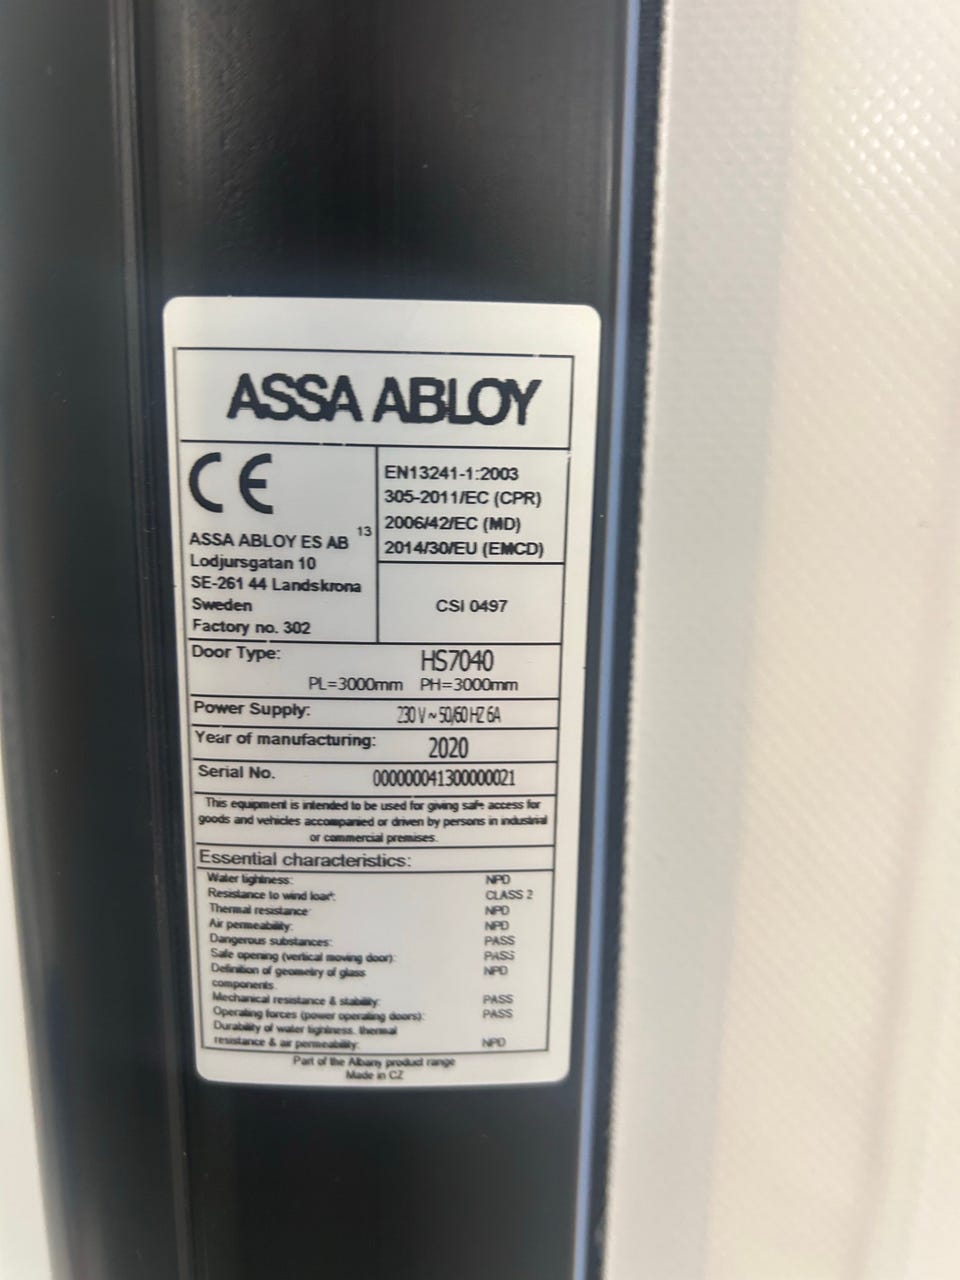 ASSA ABLOY
CE
13
ASSA ABLOY ES AB
Lodjursgatan 10
SE-261 44 Landskrona
Sweden
Factory no. 302
EN13241-1:2003
305-2011/EC (CPR)
2006/42/EC (MD)
2014/30/EU (EMCD)
CSI 0497
Door Type: HS7040
PL=3000mm PH=3000mm
Power Supply: 230 V ~ 50/60 HZ 6A
Year of manufacturing: 2020
Serial No. 000000041300000021
This equipment is intended to be used for giving safe access for
goods and vehicles accompanied or driven by persons in industrial
or commercial premises.
Essential characteristics:
Water tightness: NPD
Resistance to wind load*: CLASS 2
Thermal resistance: NPD
Air permeability: NPD
Dangerous substances: PASS
Safe opening (vertical moving door): PASS
Definition of geometry of glass NPD
components.
Mechanical resistance & stability: PASS
Operating forces (power operating doors): PASS
Durability of water tightness, thermal
resistance & air permeability: NPD
Part of the Albany product range
Made in CZ